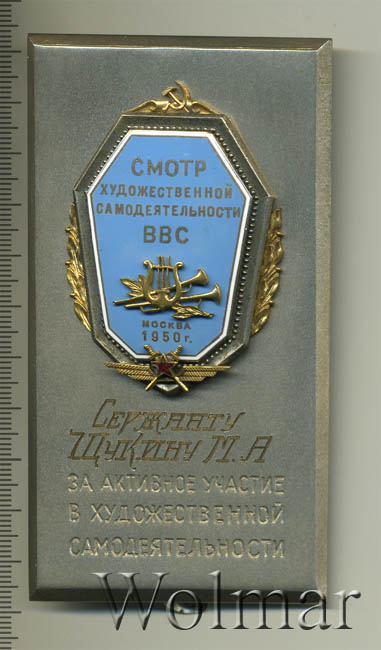 СМОТР
ХУДОЖЕСТВЕННОЙ
САМОДЕЯТЕЛЬНОСТИ
ВВС
МОСКВА
1950 г.
Сержанту
Щукину М.А
ЗА АКТИВНОЕ УЧАСТИЕ
В ХУДОЖЕСТВЕННОЙ
САМОДЕЯТЕЛЬНОСТИ
Wolmar